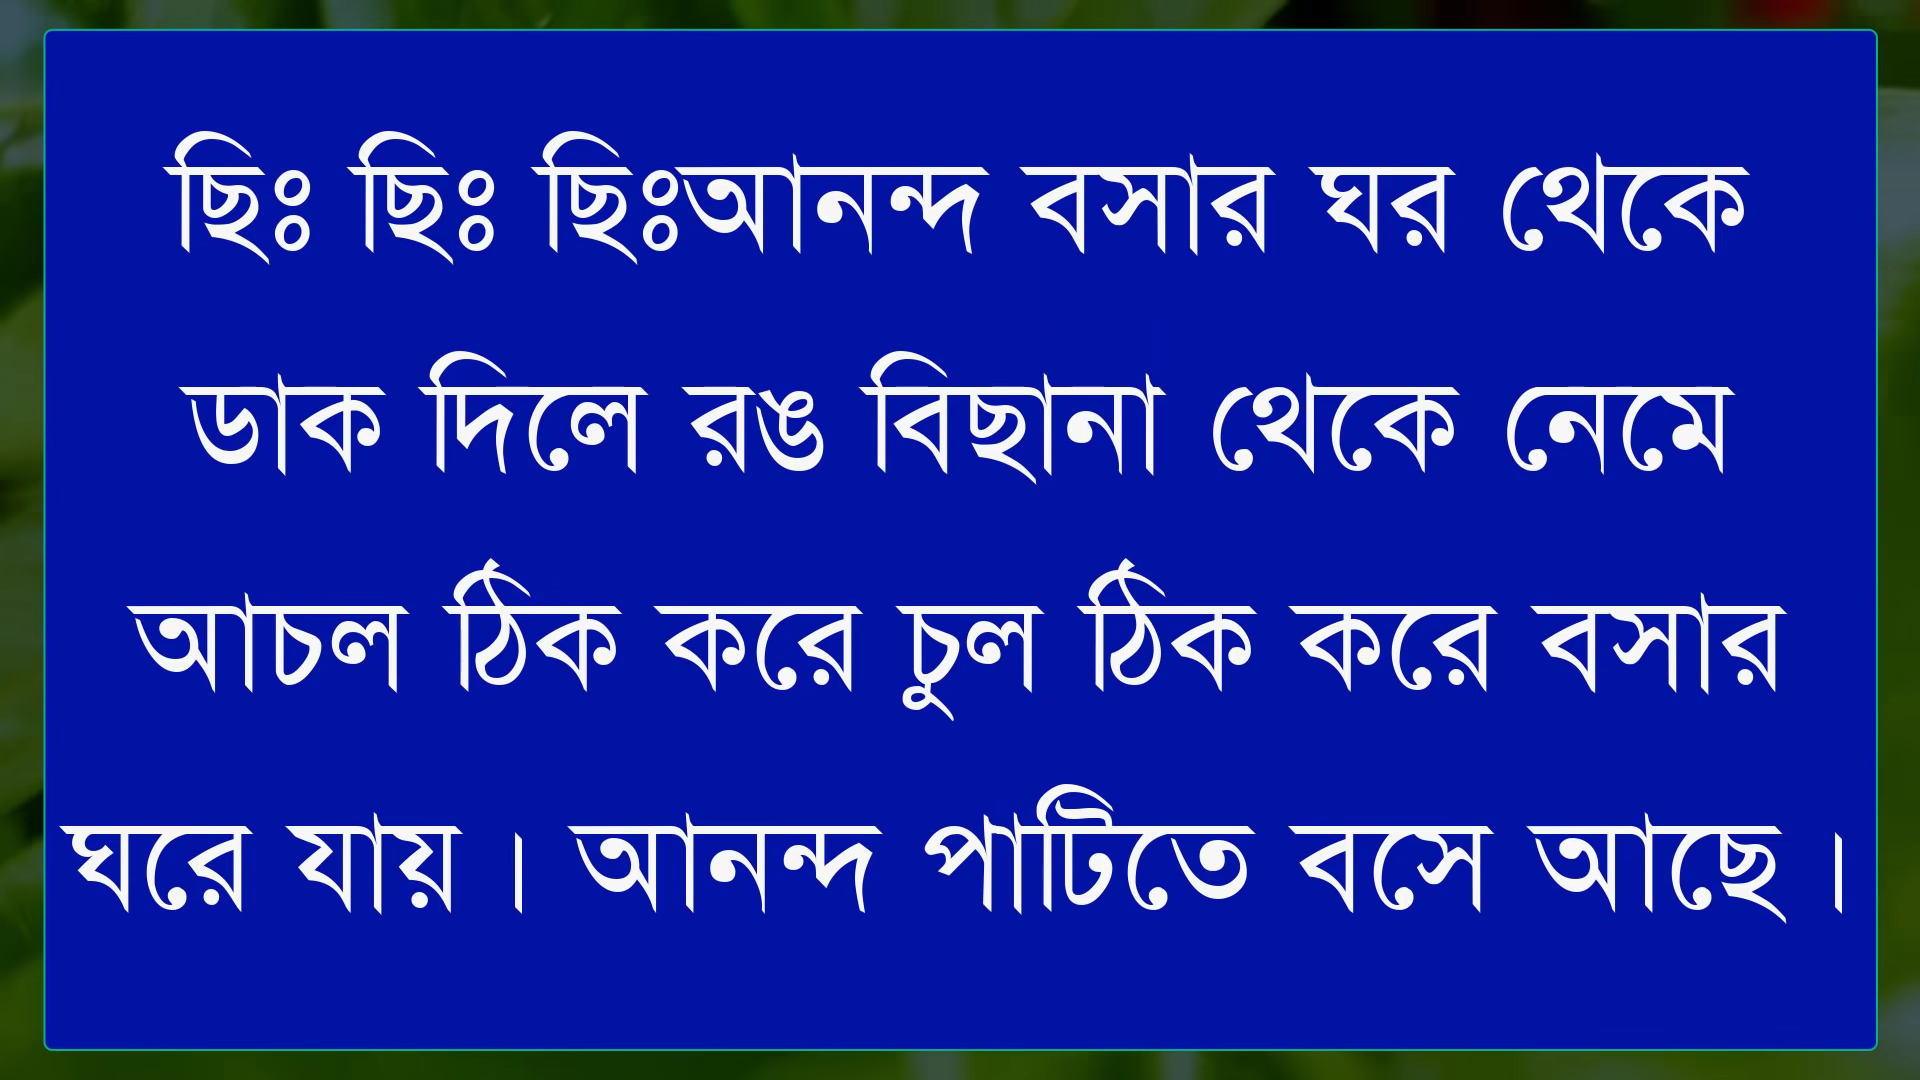 ছিঃ ছিঃ ছিঃআনন্দ বসার ঘর থেকে
ডাক দিলে রঙ বিছানা থেকে নেমে
আচল ঠিক করে চুল ঠিক করে বসার
ঘরে যায় । আনন্দ পাটিতে বসে আছে ।